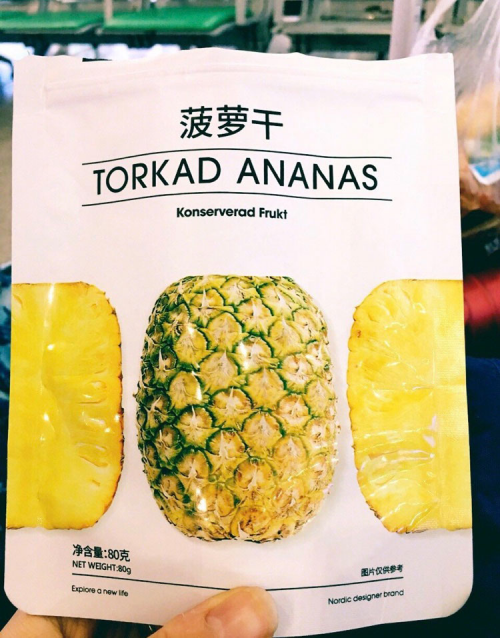 菠萝干
TORKAD ANANAS
Konserverad Frukt
净含量:80克
NET WEIGHT:80g
图片仅供参考
Explore a new life
Nordic designer brand